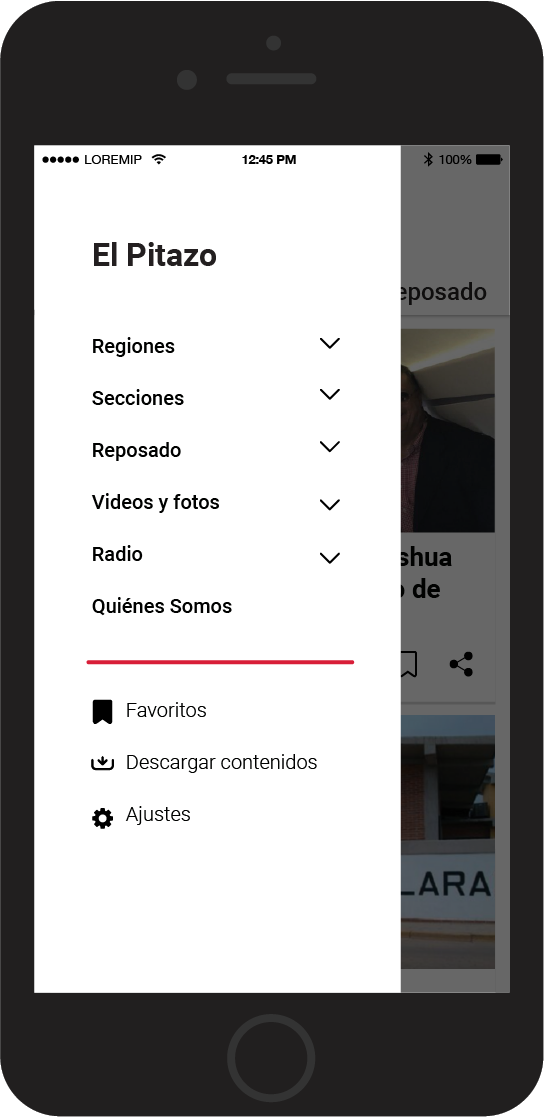 LOREMIP 12:45 PM 100%
El Pitazo
eposado
Regiones
Secciones
Reposado
Videos y fotos
shua
Radio
o de
Quiénes Somos
Favoritos
Descargar contenidos
Ajustes
LARA